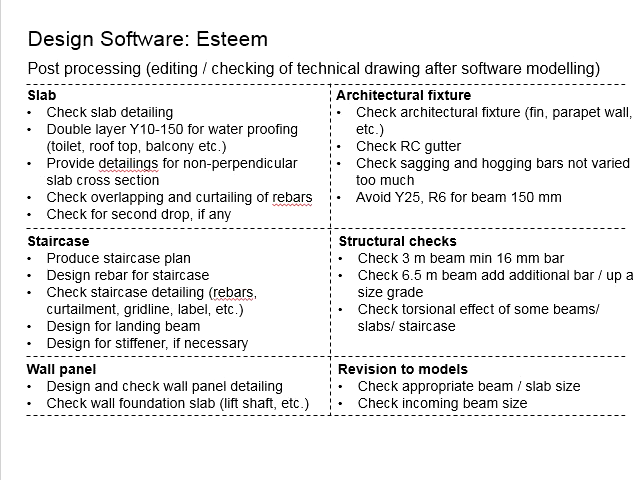 Design Software: Esteem
Post processing (editing / checking of technical drawing after software modelling)
Slab
• Check slab detailing
• Double layer Y10-150 for water proofing
(toilet, roof top, balcony etc.)
• Provide detailings for non-perpendicular
slab cross section
• Check overlapping and curtailing of rebars
• Check for second drop, if any
Architectural fixture
• Check architectural fixture (fin, parapet wall,
etc.)
• Check RC gutter
• Check sagging and hogging bars not varied
too much
• Avoid Y25, R6 for beam 150 mm
Staircase
• Produce staircase plan
• Design rebar for staircase
• Check staircase detailing (rebars,
curtailment, gridline, label, etc.)
• Design for landing beam
• Design for stiffener, if necessary
Structural checks
• Check 3 m beam min 16 mm bar
• Check 6.5 m beam add additional bar / up a
size grade
• Check torsional effect of some beams/
slabs/ staircase
Wall panel
• Design and check wall panel detailing
• Check wall foundation slab (lift shaft, etc.)
Revision to models
• Check appropriate beam / slab size
• Check incoming beam size